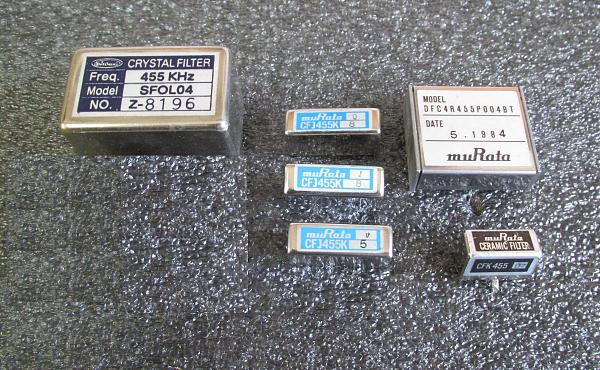 CRYSTAL FILTER
Freq. 455 KHz
Model SFOL04
NO. Z-8196
muRata
CFJ455K 8
muRata
CFJ455K 8
muRata
CFJ455K 5
MODEL
DFC4R455P004BT
DATE
5.1984
muRata
muRata
CERAMIC FILTER
CFK 455